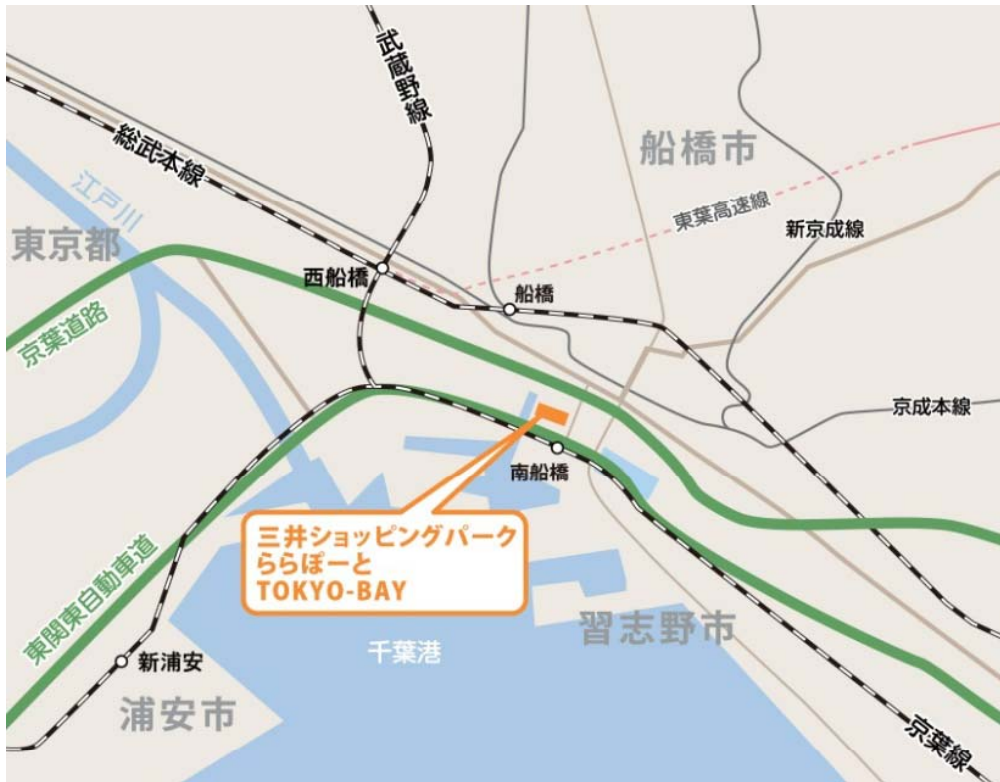 武蔵野線
総武本線
船橋市
江戸川
東葉高速線
東京都
新京成線
西船橋
船橋
京葉道路
京成本線
南船橋
三井ショッピングパーク
ららぽーと
TOKYO-BAY
東関東自動車道
習志野市
千葉港
新浦安
浦安市
京葉線